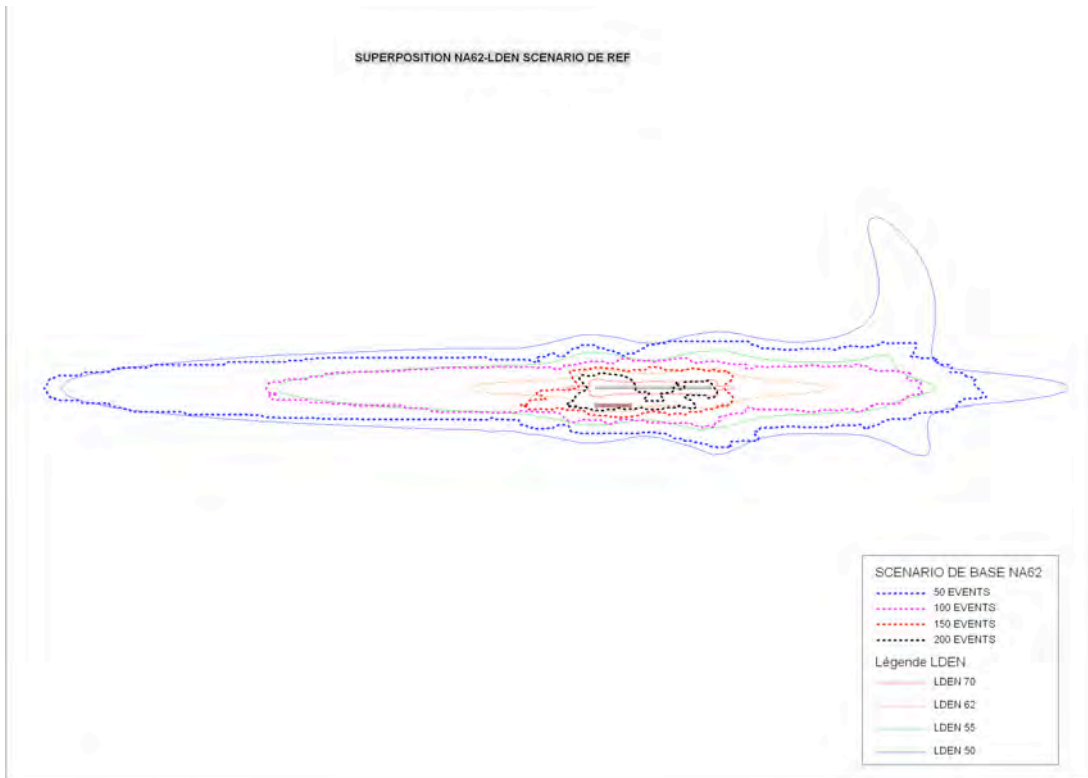 SUPERPOSITION NA62-LDEN SCENARIO DE REF
SCENARIO DE BASE NA62
50 EVENTS
100 EVENTS
150 EVENTS
200 EVENTS
Légende LDEN
LDEN 70
LDEN 62
LDEN 55
LDEN 50